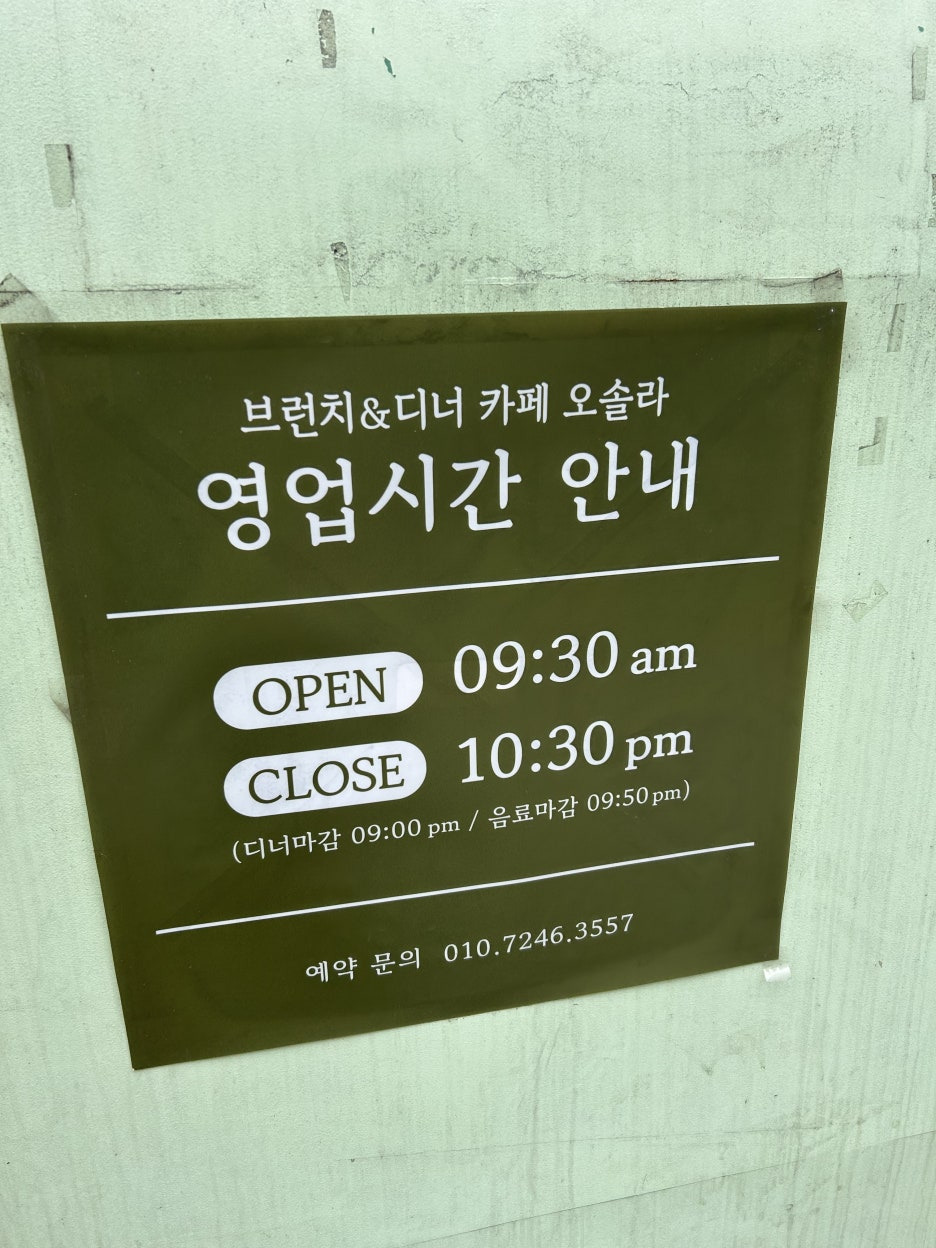 브런치&디너 카페 오솔라
영업시간 안내
OPEN 09:30 am
CLOSE 10:30 pm
(디너마감 09:00 pm / 음료마감 09:50 pm)
예약 문의 010.7246.3557